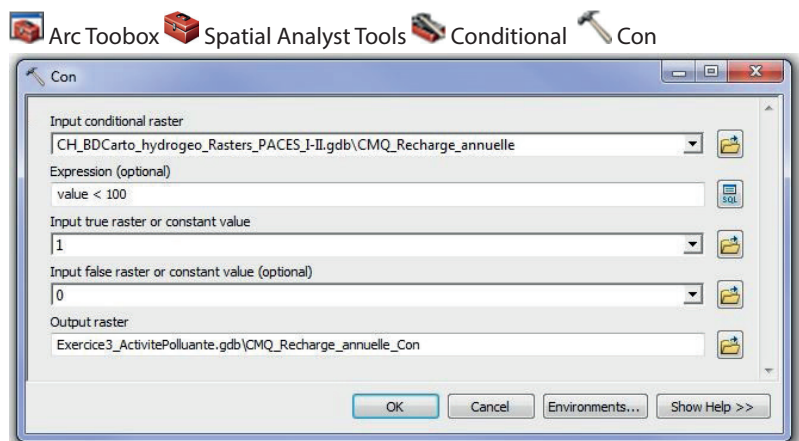 Arc Toobox Spatial Analyst Tools Conditional Con
Con
Input conditional raster
CH_BDCarto_hydrogeo_Rasters_PACES_I-II.gdb\CMQ_Recharge_annuelle
Expression (optional)
value < 100
SQL
Input true raster or constant value
1
Input false raster or constant value (optional)
0
Output raster
Exercice3_ActivitePolluante.gdb\CMQ_Recharge_annuelle_Con
OK Cancel Environments... Show Help >>